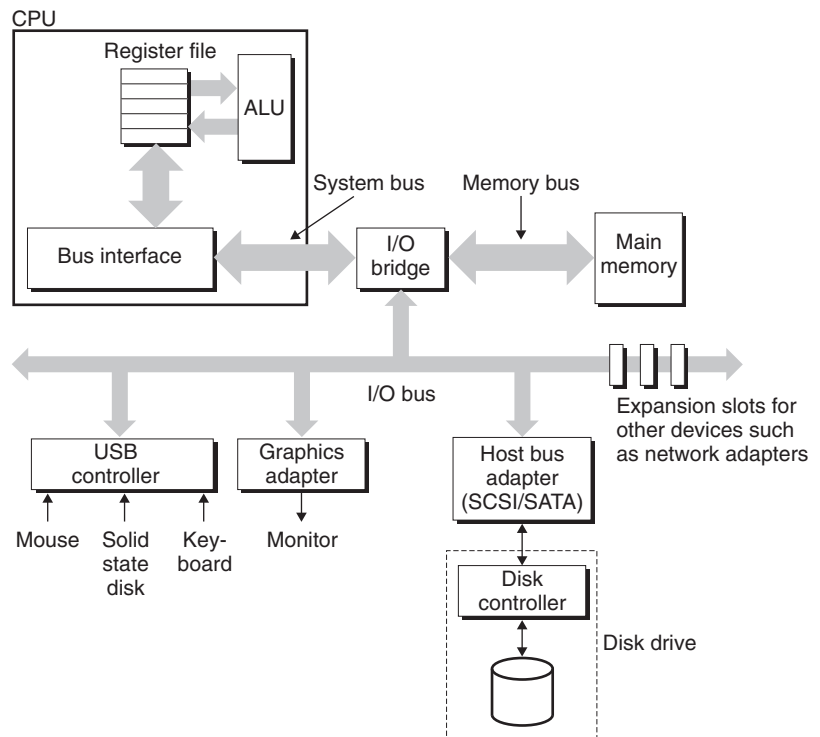 CPU
Register file
ALU
System bus
Memory bus
Bus interface
I/O
bridge
Main
memory
I/O bus
Expansion slots for
other devices such
as network adapters
USB
controller
Graphics
adapter
Host bus
adapter
(SCSI/SATA)
Mouse
Solid
state
disk
Key-
board
Monitor
Disk
controller
Disk drive